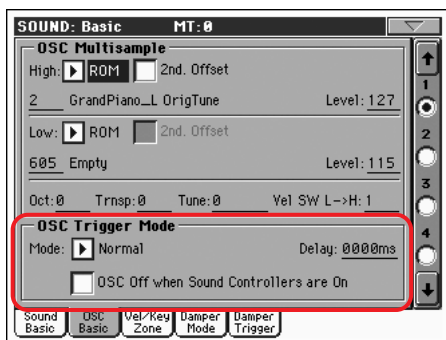 SOUND: Basic MT:0
OSC Multisample
High: ROM 2nd. Offset
2 GrandPiano_L OrigTune Level: 127
Low: ROM 2nd. Offset
605 Empty Level: 115
Oct:0 Trnsp:0 Tune:0 Vel SW L->H: 1
OSC Trigger Mode
Mode: Normal Delay: 0000ms
OSC Off when Sound Controllers are On
1
2
3
4
Sound Basic
OSC Basic
Vel/Key Zone
Damper Mode
Damper Trigger